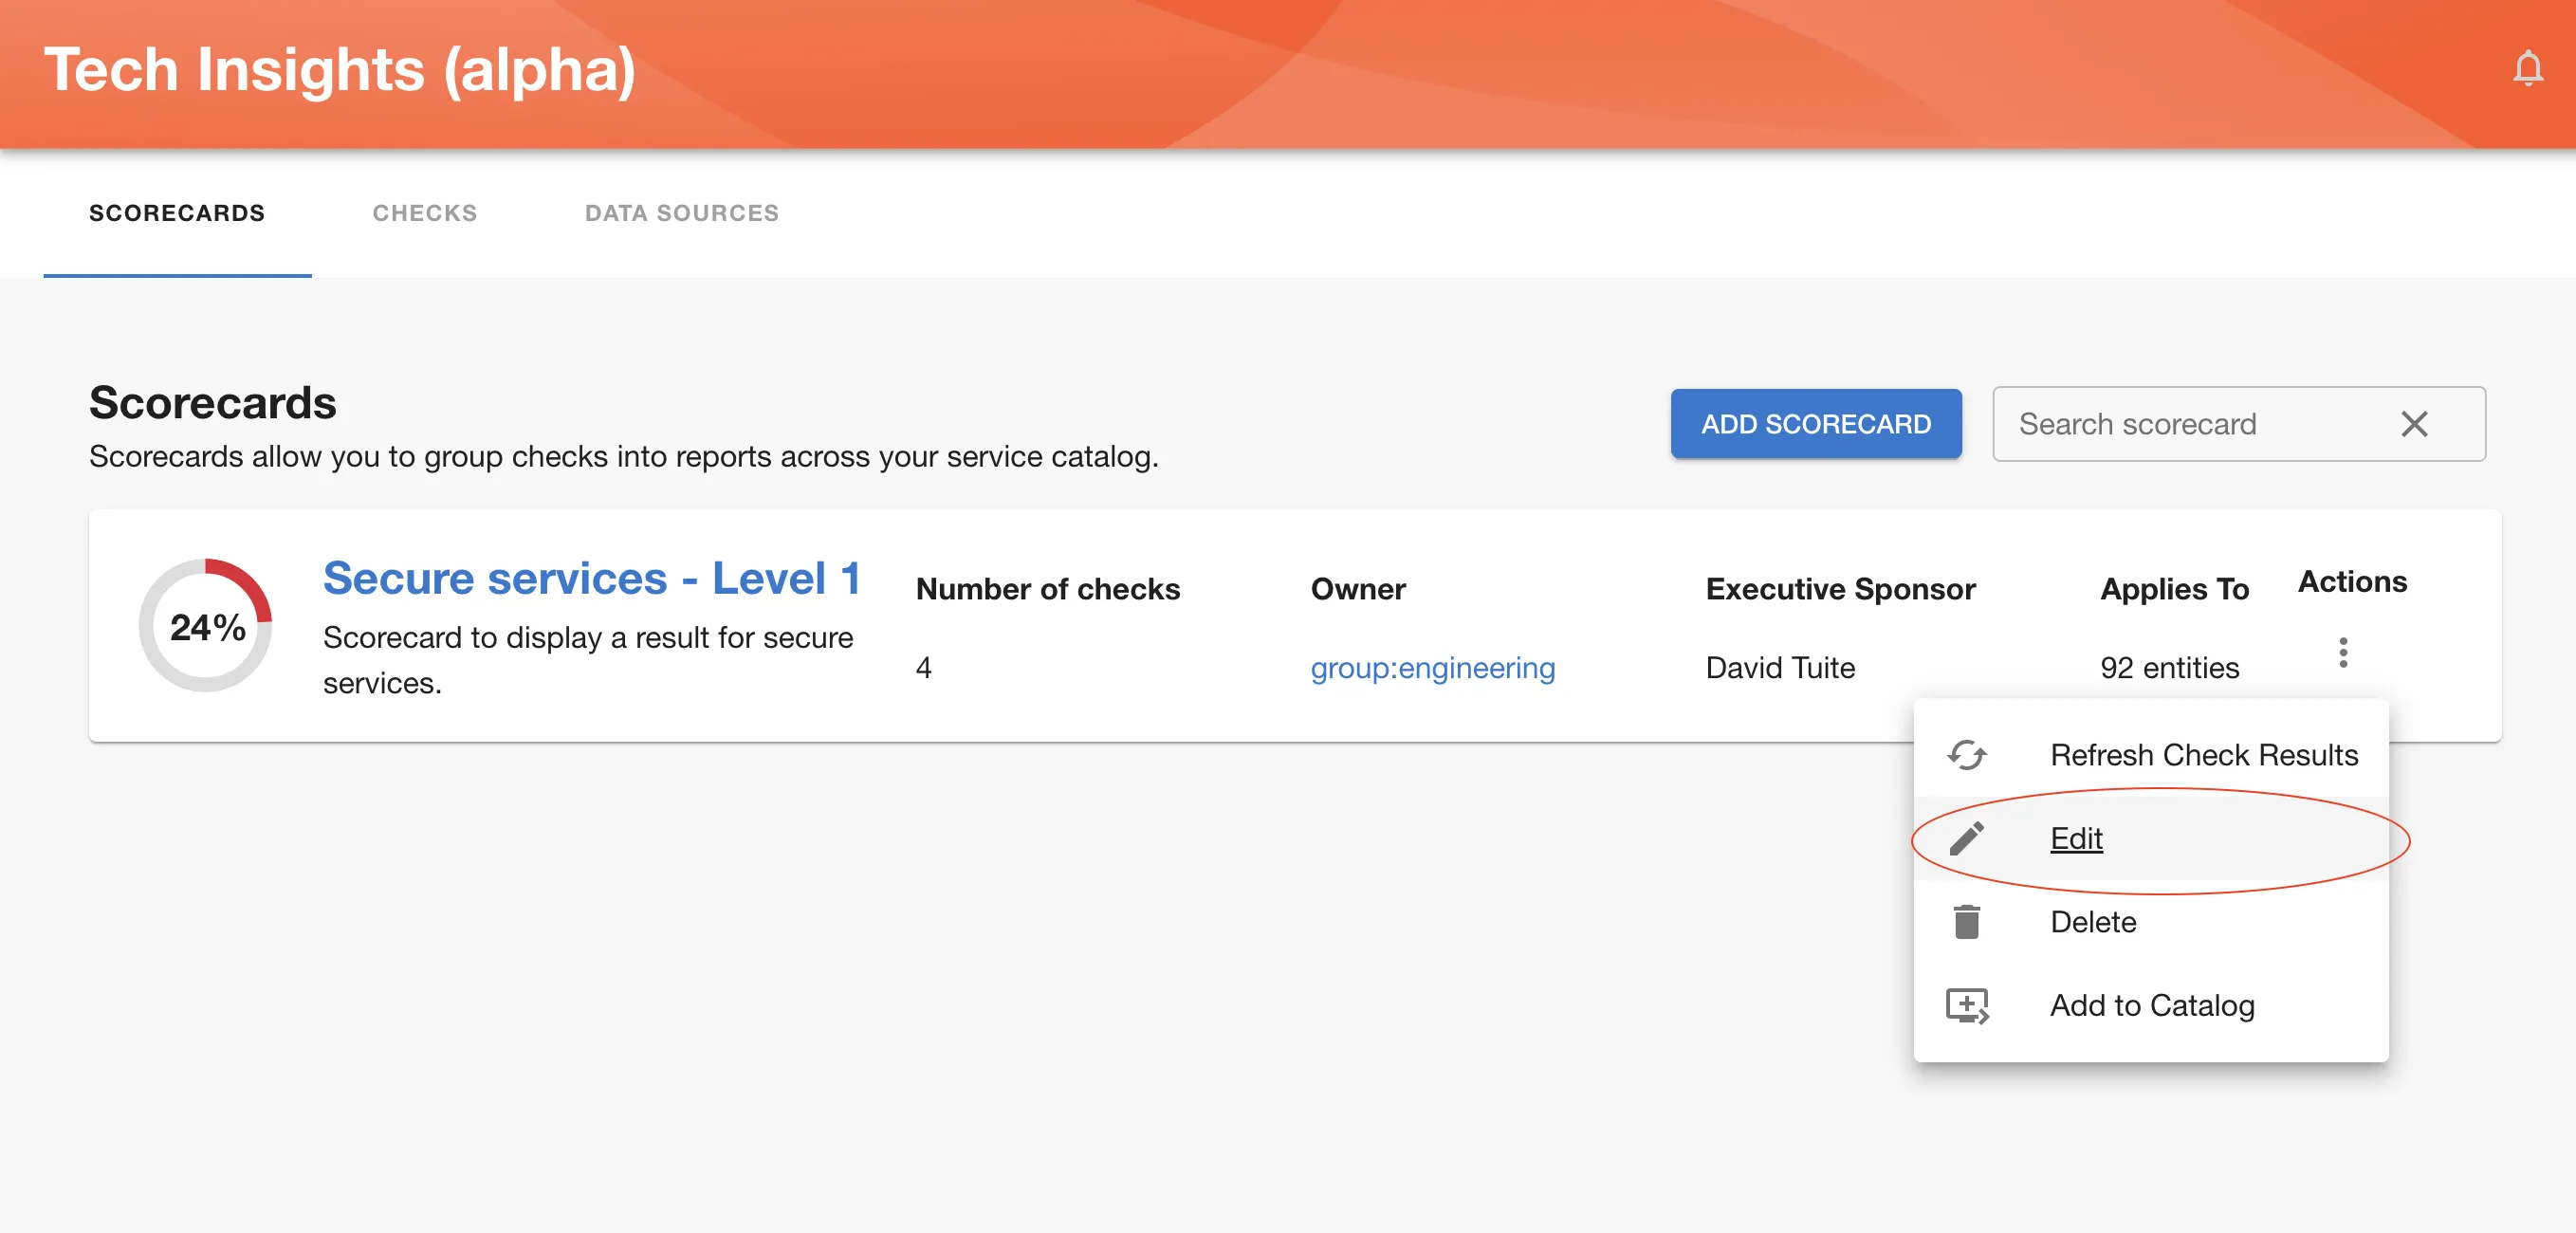 Tech Insights (alpha)
SCORECARDS
CHECKS
DATA SOURCES
Scorecards
Scorecards allow you to group checks into reports across your service catalog.
ADD SCORECARD
Search scorecard
24%
Secure services - Level 1
Scorecard to display a result for secure
services.
Number of checks
4
Owner
group:engineering
Executive Sponsor
David Tuite
Applies To
92 entities
Actions
Refresh Check Results
Edit
Delete
Add to Catalog